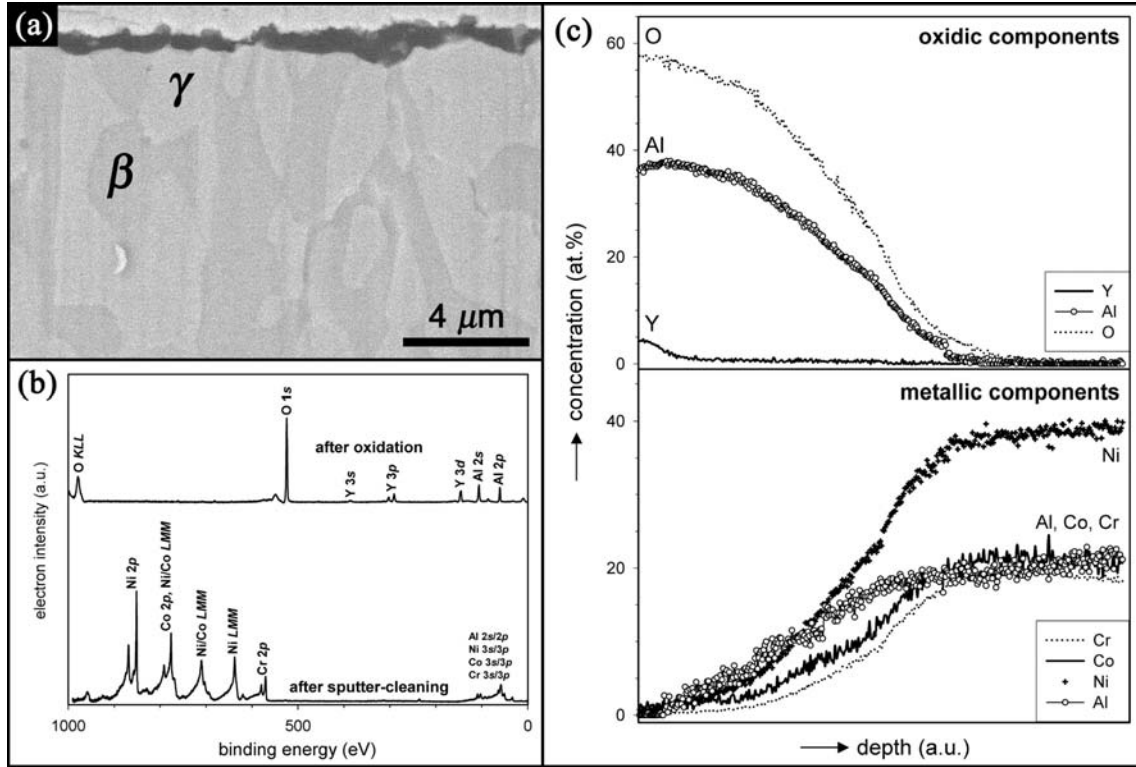 (a)
γ
β
4 μm
(b)
electron intensity (a.u.)
O KLL
O 1s
after oxidation
Y 3s
Y 3p
Y 3d
Al 2s
Al 2p
Ni 2p
Co 2p, Ni/Co LMM
Ni/Co LMM
Ni LMM
Cr 2p
Al 2s/2p
Ni 3s/3p
Co 3s/3p
Cr 3s/3p
after sputter-cleaning
1000 500 0
binding energy (eV)
(c)
concentration (at.%)
oxidic components
60
40
20
0
O
Al
Y
Y
Al
O
metallic components
40
30
20
10
0
Ni
Al, Co, Cr
Cr
Co
Ni
Al
depth (a.u.)